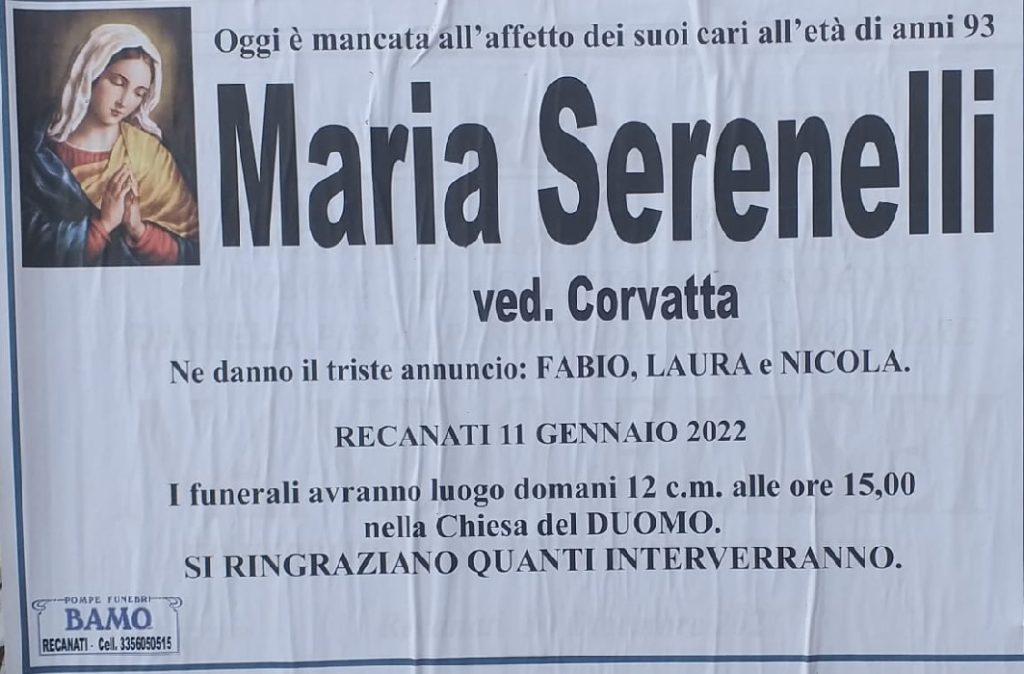 Oggi è mancata all'affetto dei suoi cari all'età di anni 93
Maria Serenelli
ved. Corvatta
Ne danno il triste annuncio: FABIO, LAURA e NICOLA.
RECANATI 11 GENNAIO 2022
I funerali avranno luogo domani 12 c.m. alle ore 15,00
nella Chiesa del DUOMO.
SI RINGRAZIANO QUANTI INTERVERRANNO.
POMPE FUNEBRI
BAMO
RECANATI - Cell. 3356050515